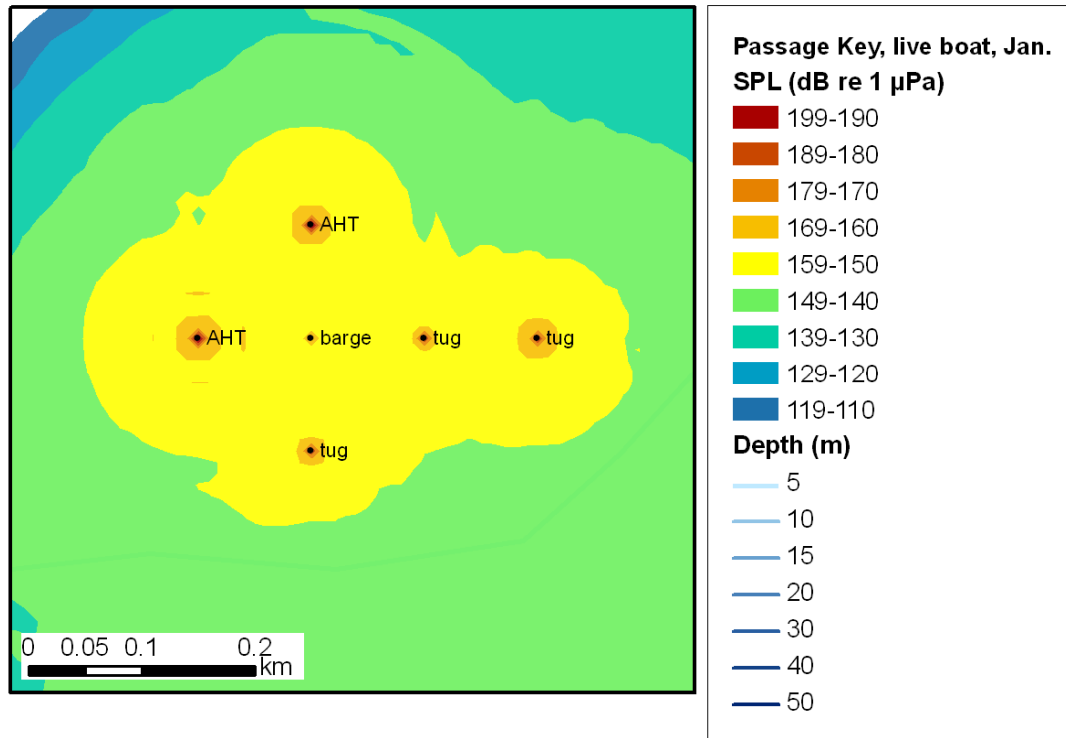 AHT
AHT
barge
tug
tug
tug
0 0.05 0.1 0.2
km
Passage Key, live boat, Jan.
SPL (dB re 1 µPa)
199-190
189-180
179-170
169-160
159-150
149-140
139-130
129-120
119-110
Depth (m)
5
10
15
20
30
40
50